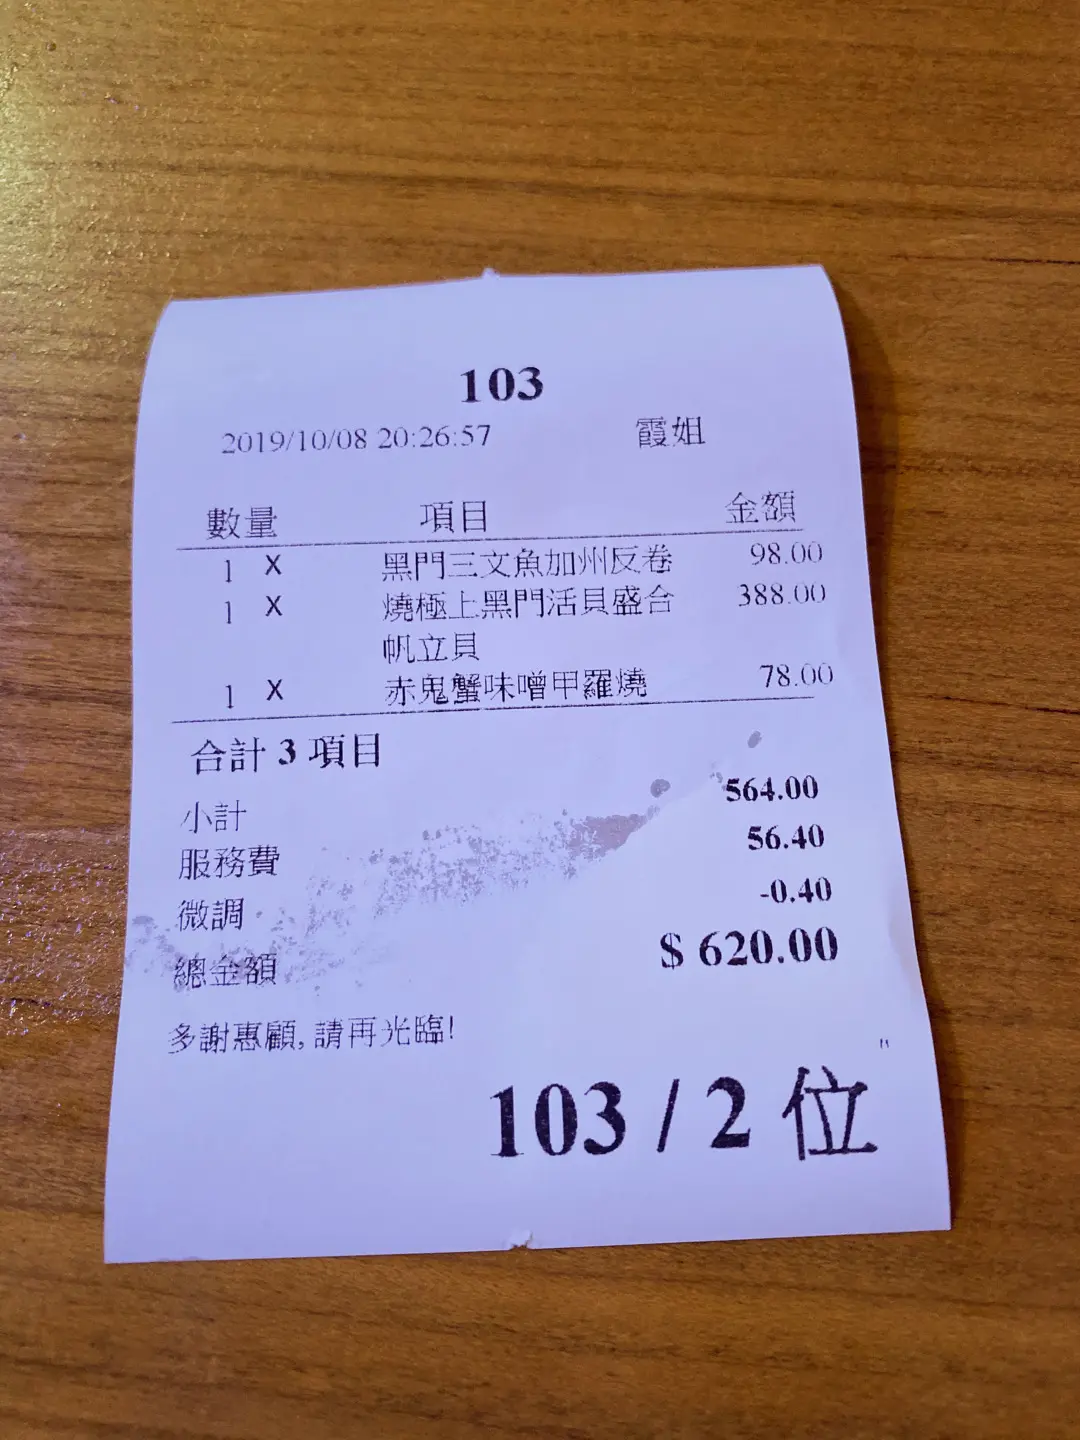 103
2019/10/08 20:26:57 霞姐
數量 項目 金額
1 X 黑門三文魚加州反卷 98.00
1 X 燒極上黑門活貝盛合 388.00
帆立貝
1 X 赤鬼蟹味噌甲羅燒 78.00
合計 3 項目
小計 564.00
服務費 56.40
微調 -0.40
總金額 $ 620.00
多謝惠顧, 請再光臨!
103 / 2 位